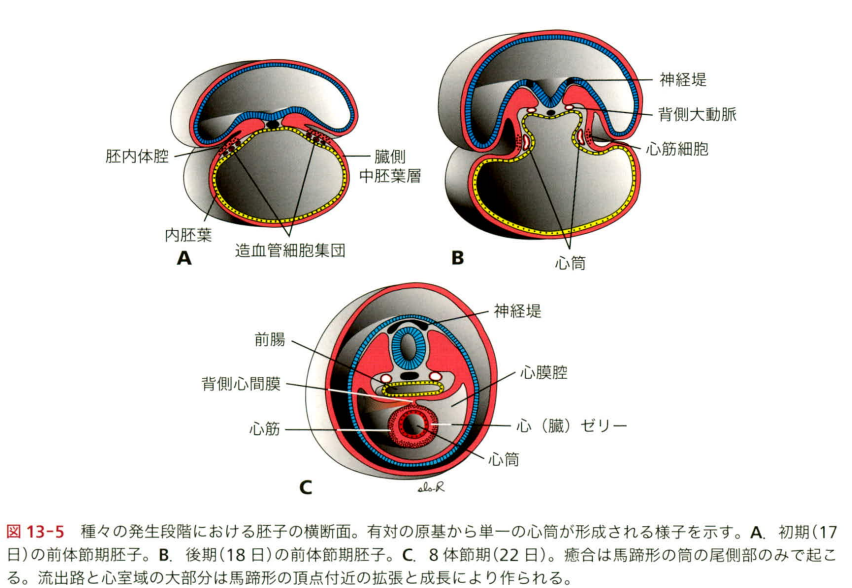 神経堤
背側大動脈
心筋細胞
胚内体腔
臓側
中胚葉層
内胚葉
造血管細胞集団
A
B
心筒
神経堤
前腸
背側心間膜
心膜腔
心筋
心（臓）ゼリー
心筒
C
図 13-5 種々の発生段階における胚子の横断面。有対の原基から単一の心筒が形成される様子を示す。A. 初期(17
日)の前体節期胚子。B. 後期(18 日)の前体節期胚子。C. 8 体節期(22 日)。癒合は馬蹄形の筒の尾側部のみで起こ
る。流出路と心室域の大部分は馬蹄形の頂点付近の拡張と成長により作られる。